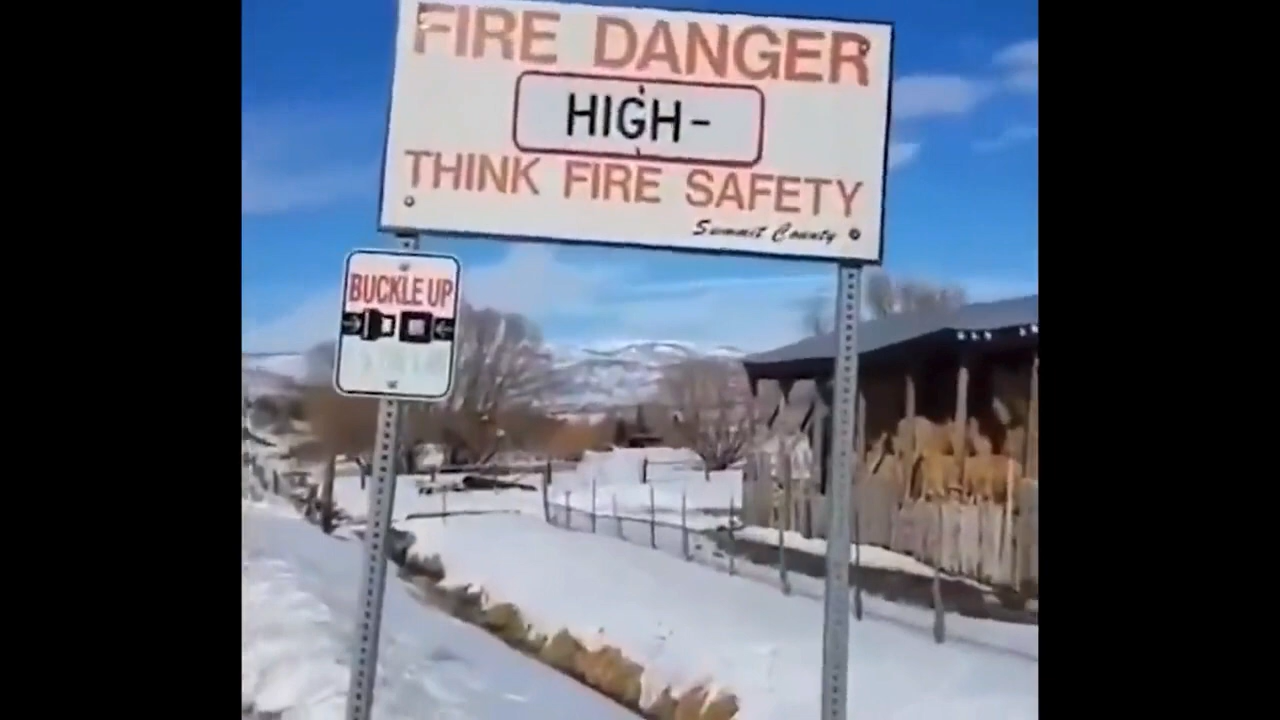 FIRE DANGER
HIGH-
THINK FIRE SAFETY
Summit County
BUCKLE UP